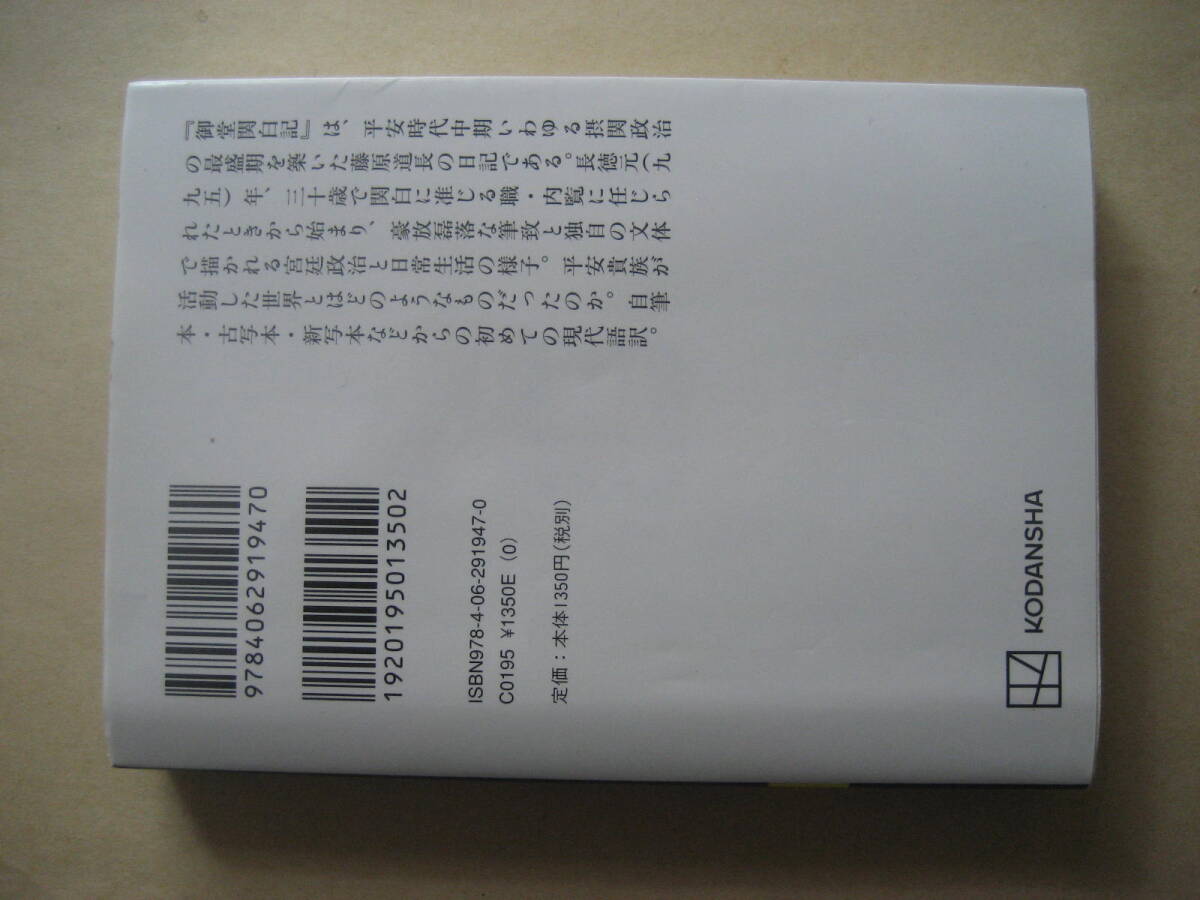 『御堂関白記』は、平安時代中期いわゆる摂関政治
の最盛期を築いた藤原道長の日記である。長徳元（九
九五）年、三十歳で関白に准じる職・内覧に任じら
れたときから始まり、豪放磊落な筆致と独自の文体
で描かれる宮廷政治と日常生活の様子。平安貴族が
活動した世界とはどのようなものだったのか。自筆
本・古写本・新写本などからの初めての現代語訳。
9784062919470
1920195013502
ISBN978-4-06-291947-0
C0195 ¥1350E (0)
定価：本体1350円（税別）
KODANSHA